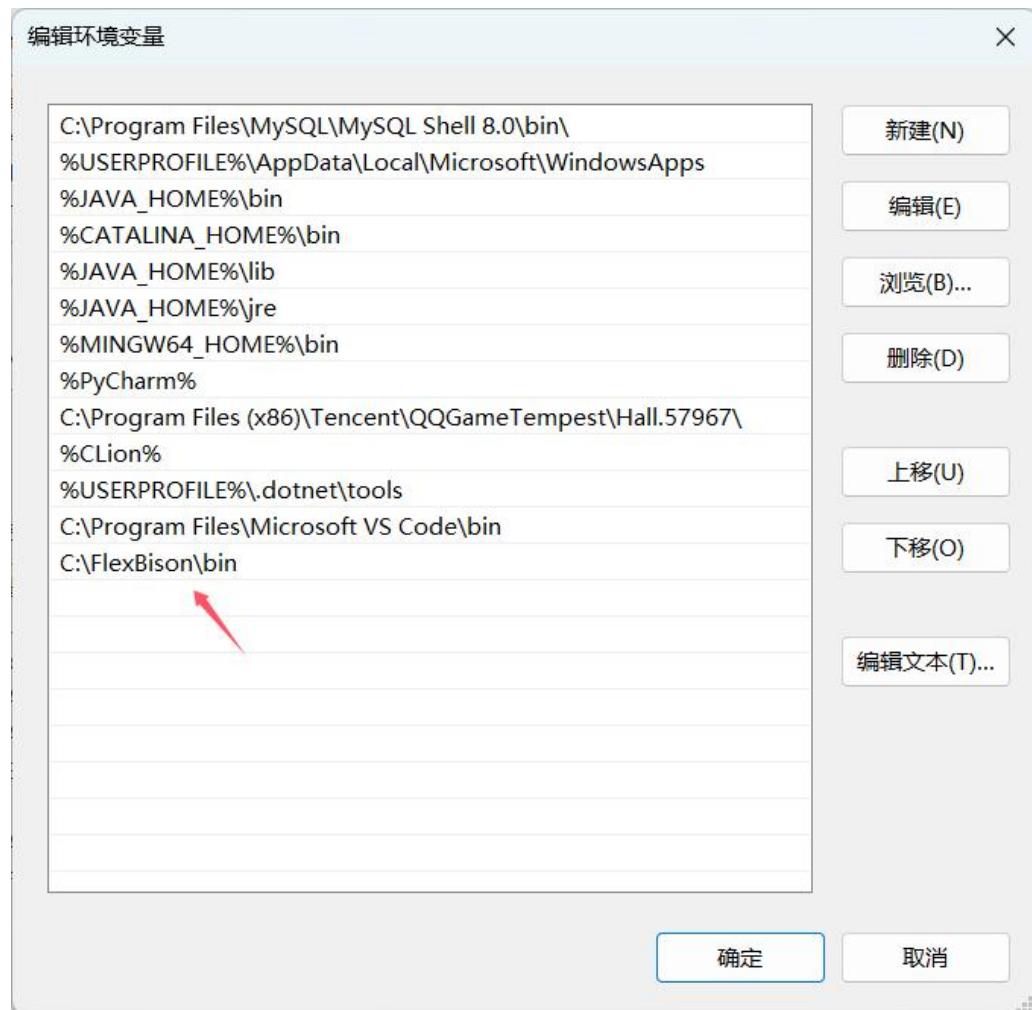 编辑环境变量
C:\Program Files\MySQL\MySQL Shell 8.0\bin\
%USERPROFILE%\AppData\Local\Microsoft\WindowsApps
%JAVA_HOME%\bin
%CATALINA_HOME%\bin
%JAVA_HOME%\lib
%JAVA_HOME%\jre
%MINGW64_HOME%\bin
%PyCharm%
C:\Program Files (x86)\Tencent\QQGameTempest\Hall.57967\
%CLion%
%USERPROFILE%\.dotnet\tools
C:\Program Files\Microsoft VS Code\bin
C:\FlexBison\bin
新建(N)
编辑(E)
浏览(B)...
删除(D)
上移(U)
下移(O)
编辑文本(T)...
确定
取消